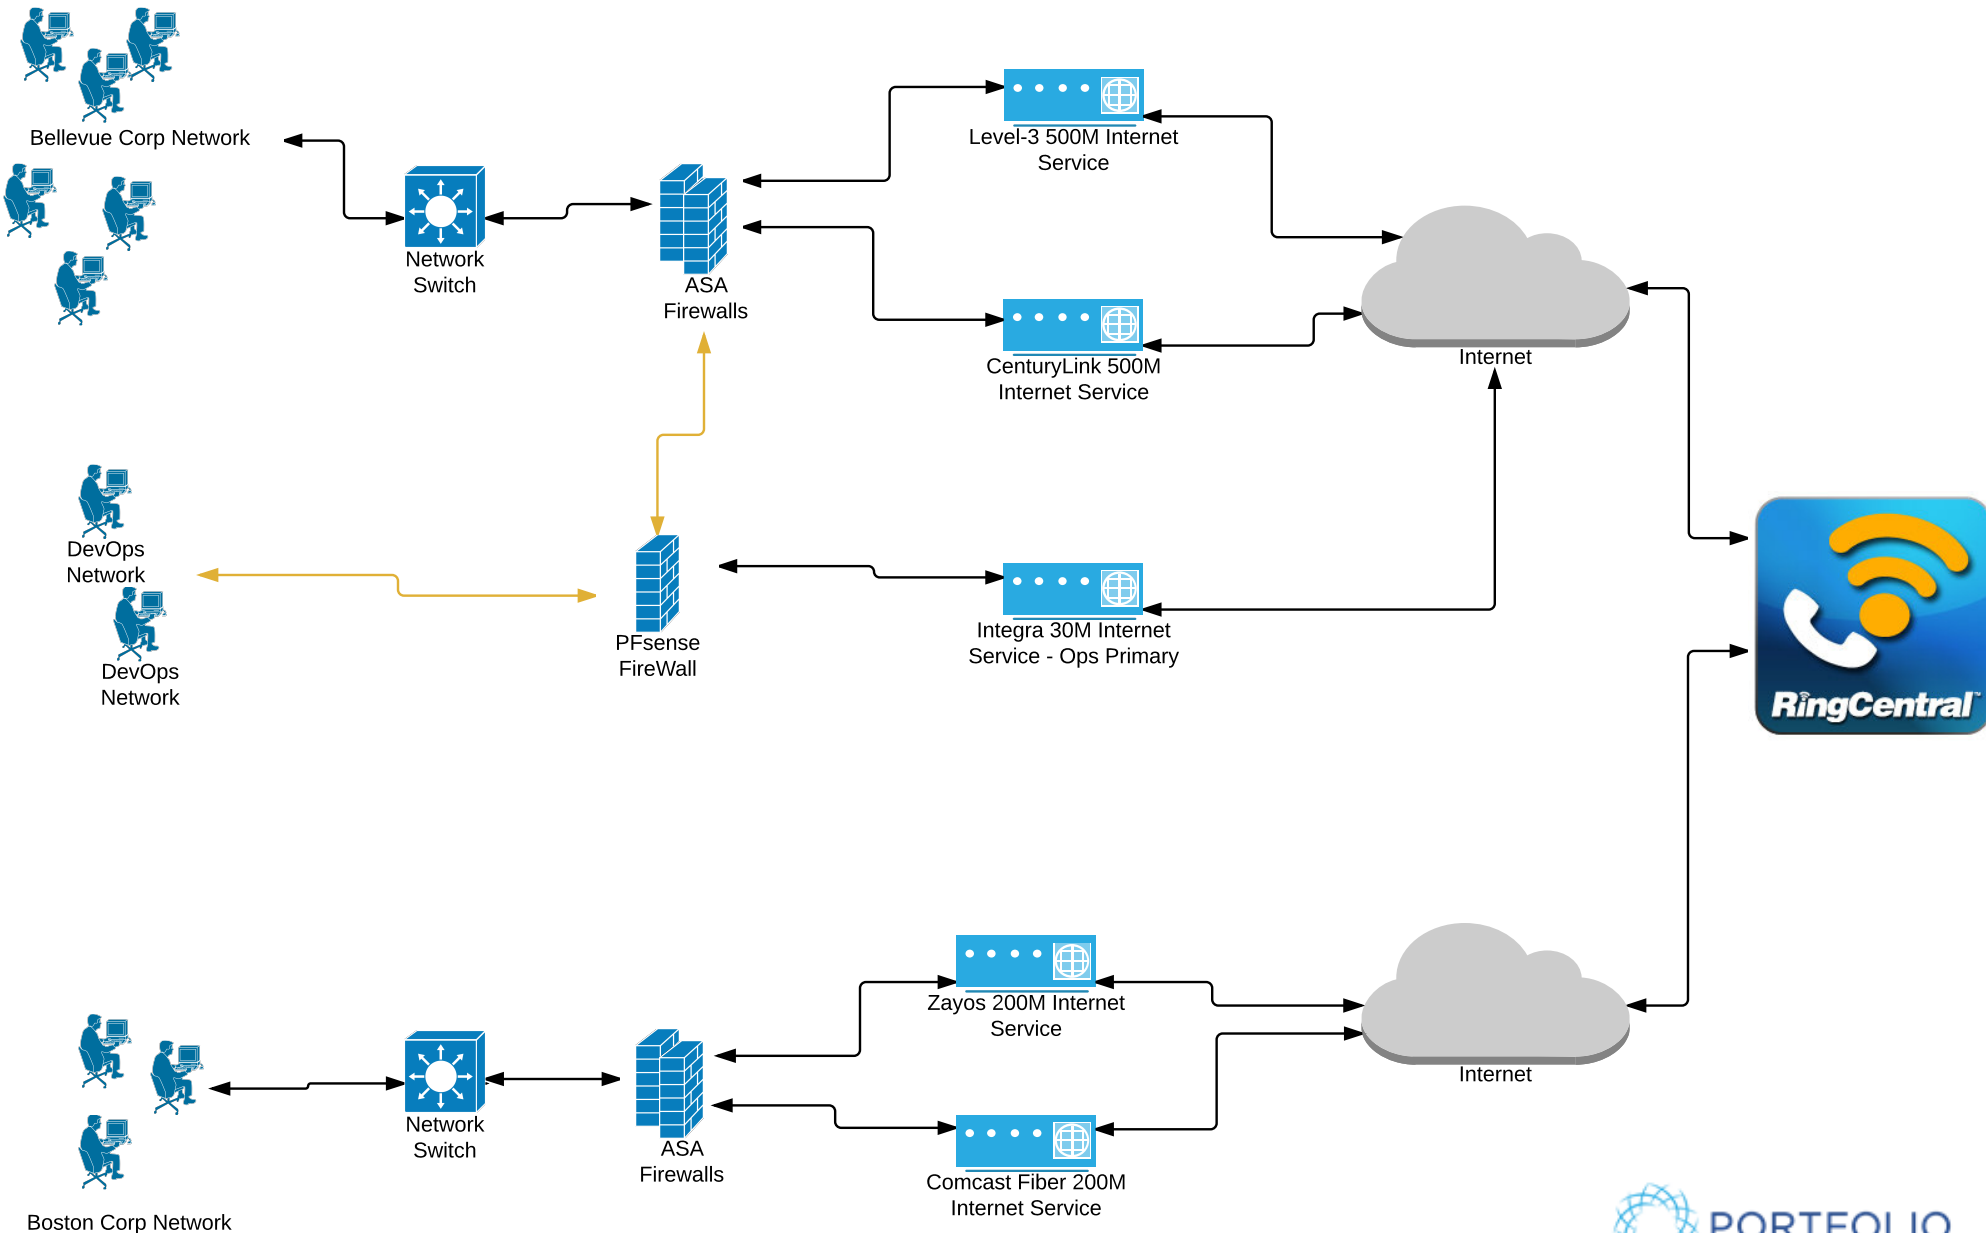 Bellevue Corp Network
Network
Switch
ASA
Firewalls
Level-3 500M Internet
Service
CenturyLink 500M
Internet Service
Internet
DevOps
Network
DevOps
Network
PFsense
FireWall
Integra 30M Internet
Service - Ops Primary
RingCentral
Zayos 200M Internet
Service
Internet
Network
Switch
ASA
Firewalls
Comcast Fiber 200M
Internet Service
Boston Corp Network
PORTFOLIO